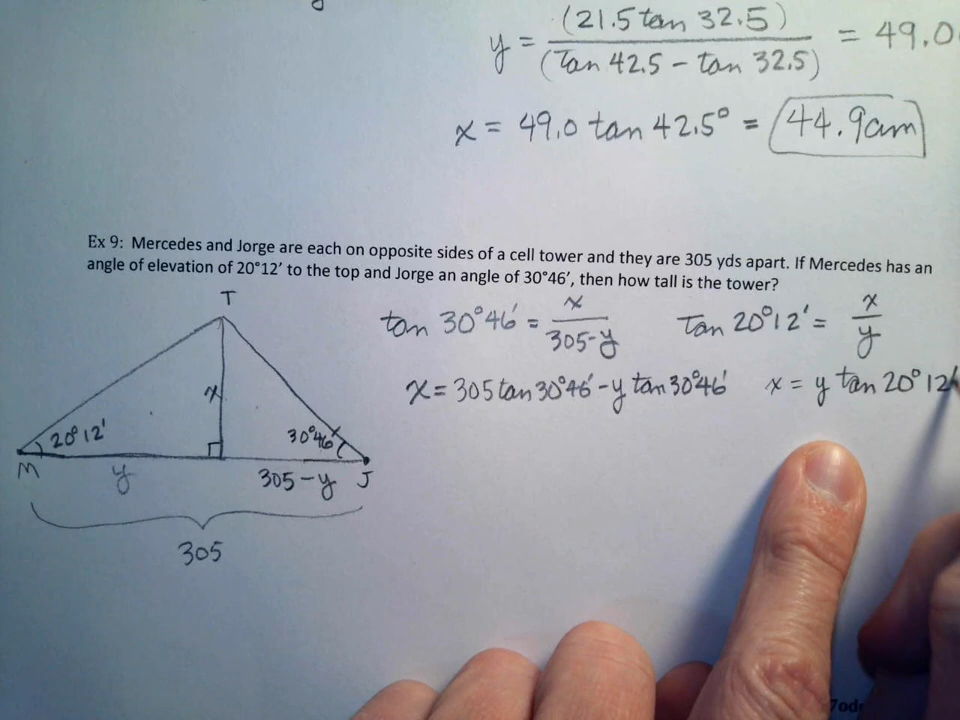 y = (21.5 tan 32.5) / (Tan 42.5 - tan 32.5) = 49.0
x = 49.0 tan 42.5° = 44.9cm
Ex 9: Mercedes and Jorge are each on opposite sides of a cell tower and they are 305 yds apart. If Mercedes has an
angle of elevation of 20°12′ to the top and Jorge an angle of 30°46′, then how tall is the tower?
T
tan 30°46′ = x / 305-y
Tan 20°12′ = x / y
x = 305 tan 30°46′ - y tan 30°46′
x = y tan 20°12′
x
20°12′
30°46′
M
y
305-y
J
305